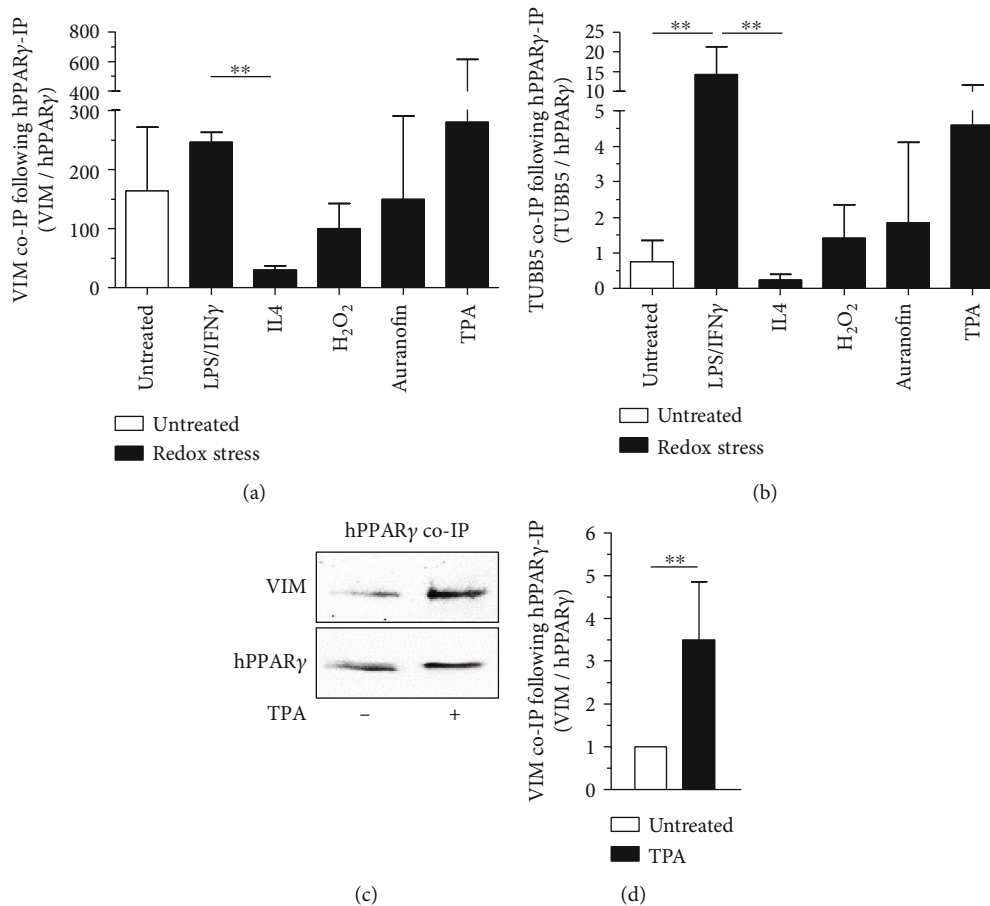 VIM co-IP following hPPARγ-IP
(VIM / hPPARγ)
800
600
400
300
200
100
0
**
Untreated
LPS/IFNγ
IL4
H₂O₂
Auranofin
TPA
Untreated
Redox stress
(a)
TUBB5 co-IP following hPPARγ-IP
(TUBB5 / hPPARγ)
25
20
15
10
5
4
3
2
1
0
** **
Untreated
LPS/IFNγ
IL4
H₂O₂
Auranofin
TPA
Untreated
Redox stress
(b)
hPPARγ co-IP
VIM
hPPARγ
TPA − +
(c)
VIM co-IP following hPPARγ-IP
(VIM / hPPARγ)
6
5
4
3
2
1
0
**
Untreated
TPA
(d)